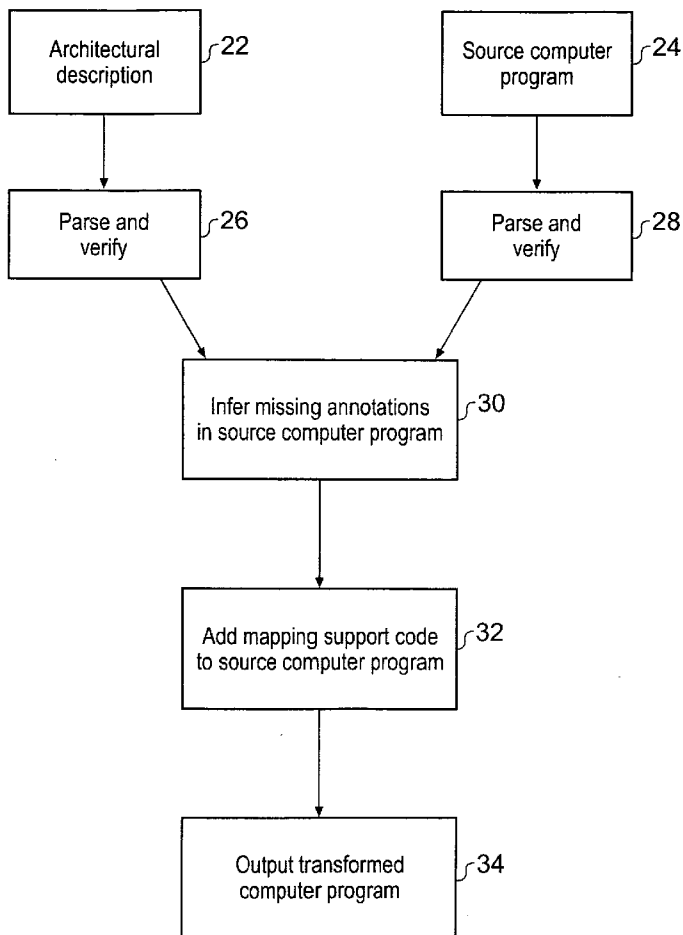 Architectural
description
22
Source computer
program
24
Parse and
verify
26
Parse and
verify
28
Infer missing annotations
in source computer program
30
Add mapping support code
to source computer program
32
Output transformed
computer program
34